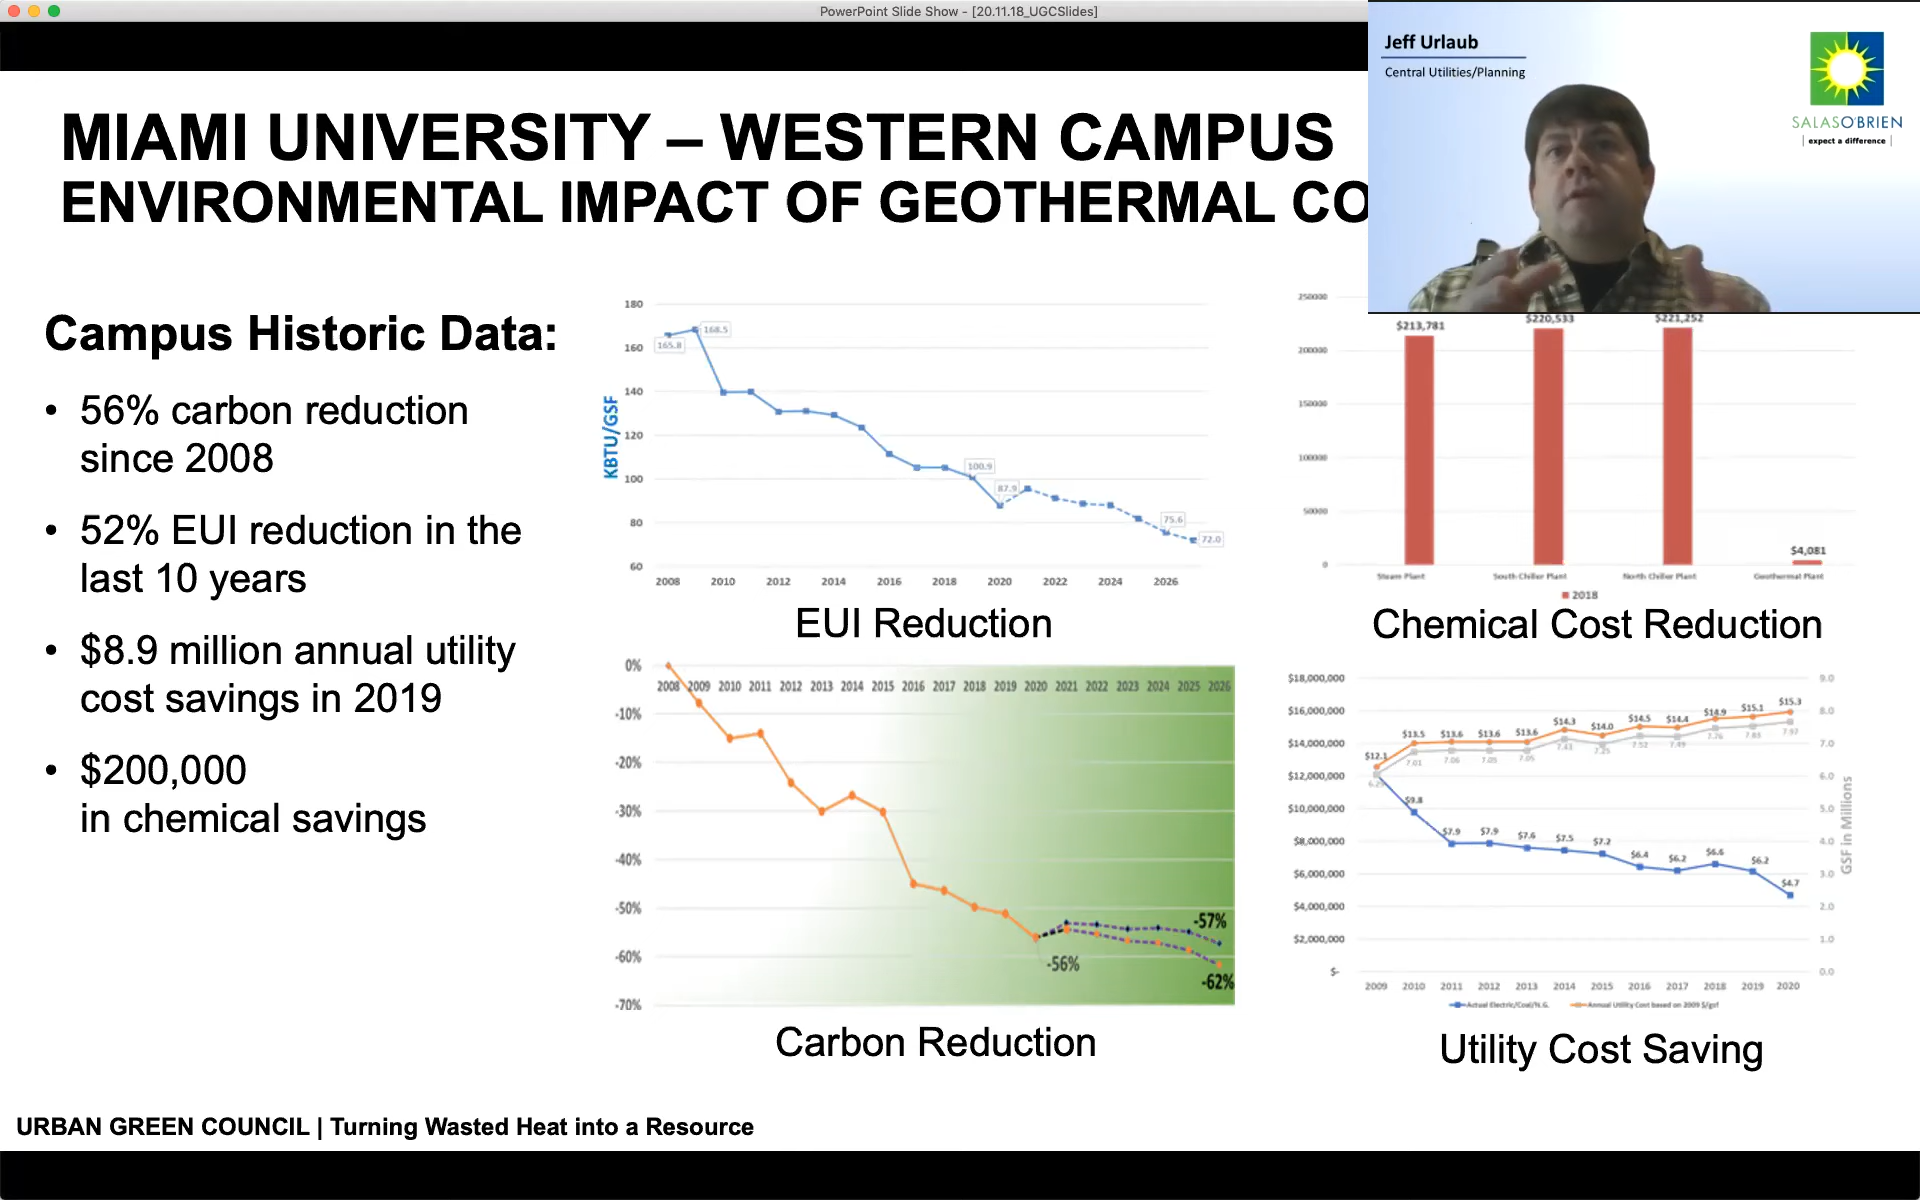 PowerPoint Slide Show - [20.11.18_UGCSlides]
Jeff Urlaub
Central Utilities/Planning
SALASO'BRIEN
| expect a difference |
MIAMI UNIVERSITY – WESTERN CAMPUS
ENVIRONMENTAL IMPACT OF GEOTHERMAL CO
Campus Historic Data:
• 56% carbon reduction
since 2008
• 52% EUI reduction in the
last 10 years
• $8.9 million annual utility
cost savings in 2019
• $200,000
in chemical savings
KBTU/GSF
180
160
140
120
100
80
60
165.8
168.5
100.9
87.9
75.6
72.0
2008 2010 2012 2014 2016 2018 2020 2022 2024 2026
EUI Reduction
250000
200000
150000
100000
50000
0
$213,781
$220,533
$221,252
$4,081
Steam Plant South Chiller Plant North Chiller Plant Geothermal Plant
2018
Chemical Cost Reduction
0%
-10%
-20%
-30%
-40%
-50%
-60%
-70%
2008 2009 2010 2011 2012 2013 2014 2015 2016 2017 2018 2019 2020 2021 2022 2023 2024 2025 2026
-57%
-56%
-62%
Carbon Reduction
$18,000,000
$16,000,000
$14,000,000
$12,000,000
$10,000,000
$8,000,000
$6,000,000
$4,000,000
$2,000,000
$-
9.0
8.0
7.0
6.0
5.0
4.0
3.0
2.0
1.0
0.0
GSF in Millions
$12.1 $13.5 $13.6 $13.6 $13.6 $14.3 $14.0 $14.5 $14.4 $14.9 $15.1 $15.3
7.01 7.06 7.05 7.05 7.43 7.25 7.52 7.49 7.76 7.83 7.97
$9.8 $7.9 $7.9 $7.6 $7.5 $7.2 $6.4 $6.2 $6.6 $6.2 $4.7
2009 2010 2011 2012 2013 2014 2015 2016 2017 2018 2019 2020
Actual Electric/Coal/N.G. Annual Utility Cost based on 2009 $/gsf
Utility Cost Saving
URBAN GREEN COUNCIL | Turning Wasted Heat into a Resource